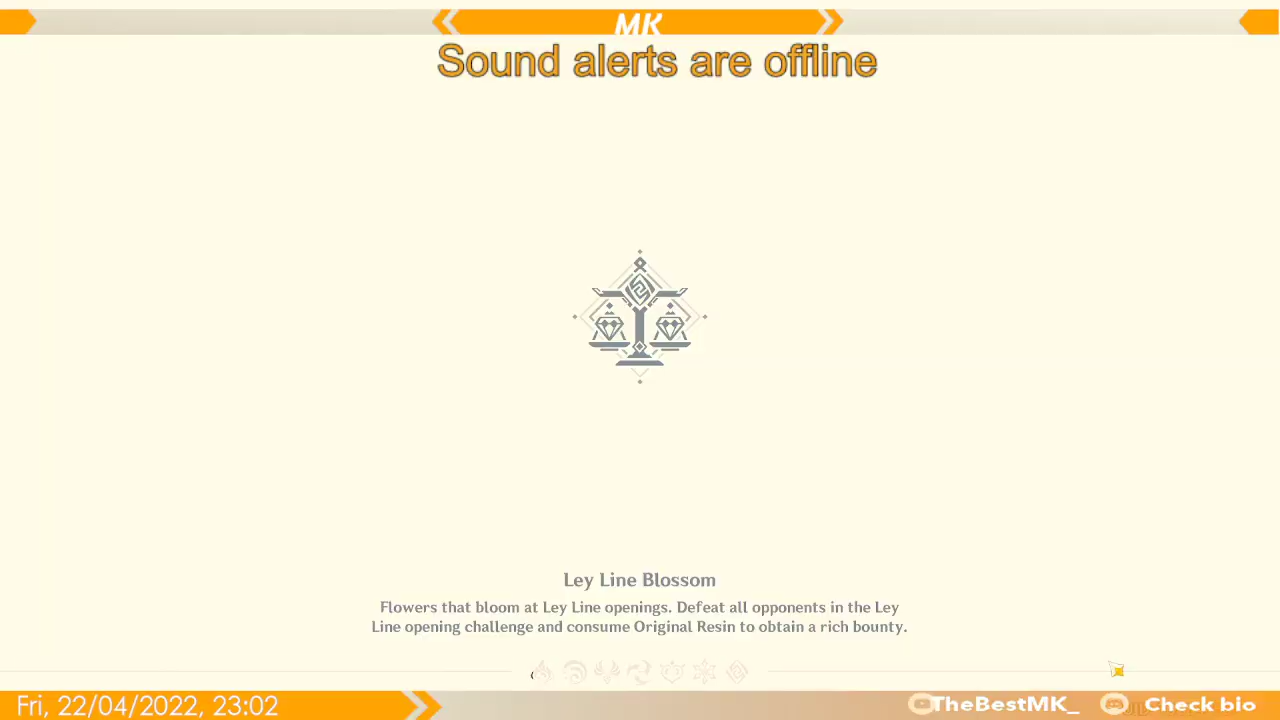 MK
Sound alerts are offline
Ley Line Blossom
Flowers that bloom at Ley Line openings. Defeat all opponents in the Ley
Line opening challenge and consume Original Resin to obtain a rich bounty.
Fri, 22/04/2022, 23:02
TheBestMK_
Check bio